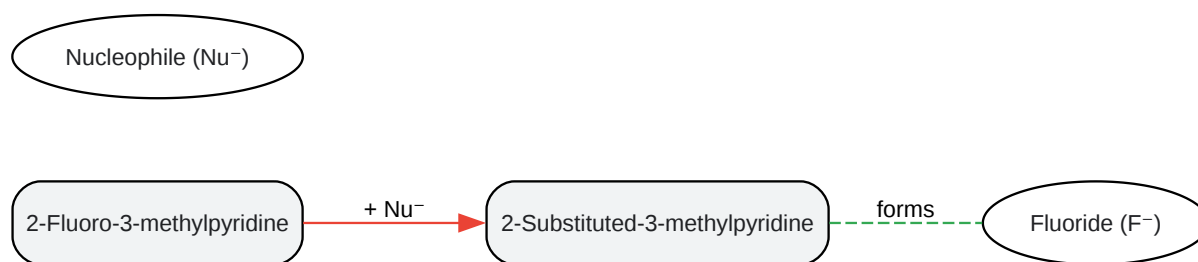 Nucleophile (Nu⁻)
2-Fluoro-3-methylpyridine
+ Nu⁻
2-Substituted-3-methylpyridine
forms
Fluoride (F⁻)